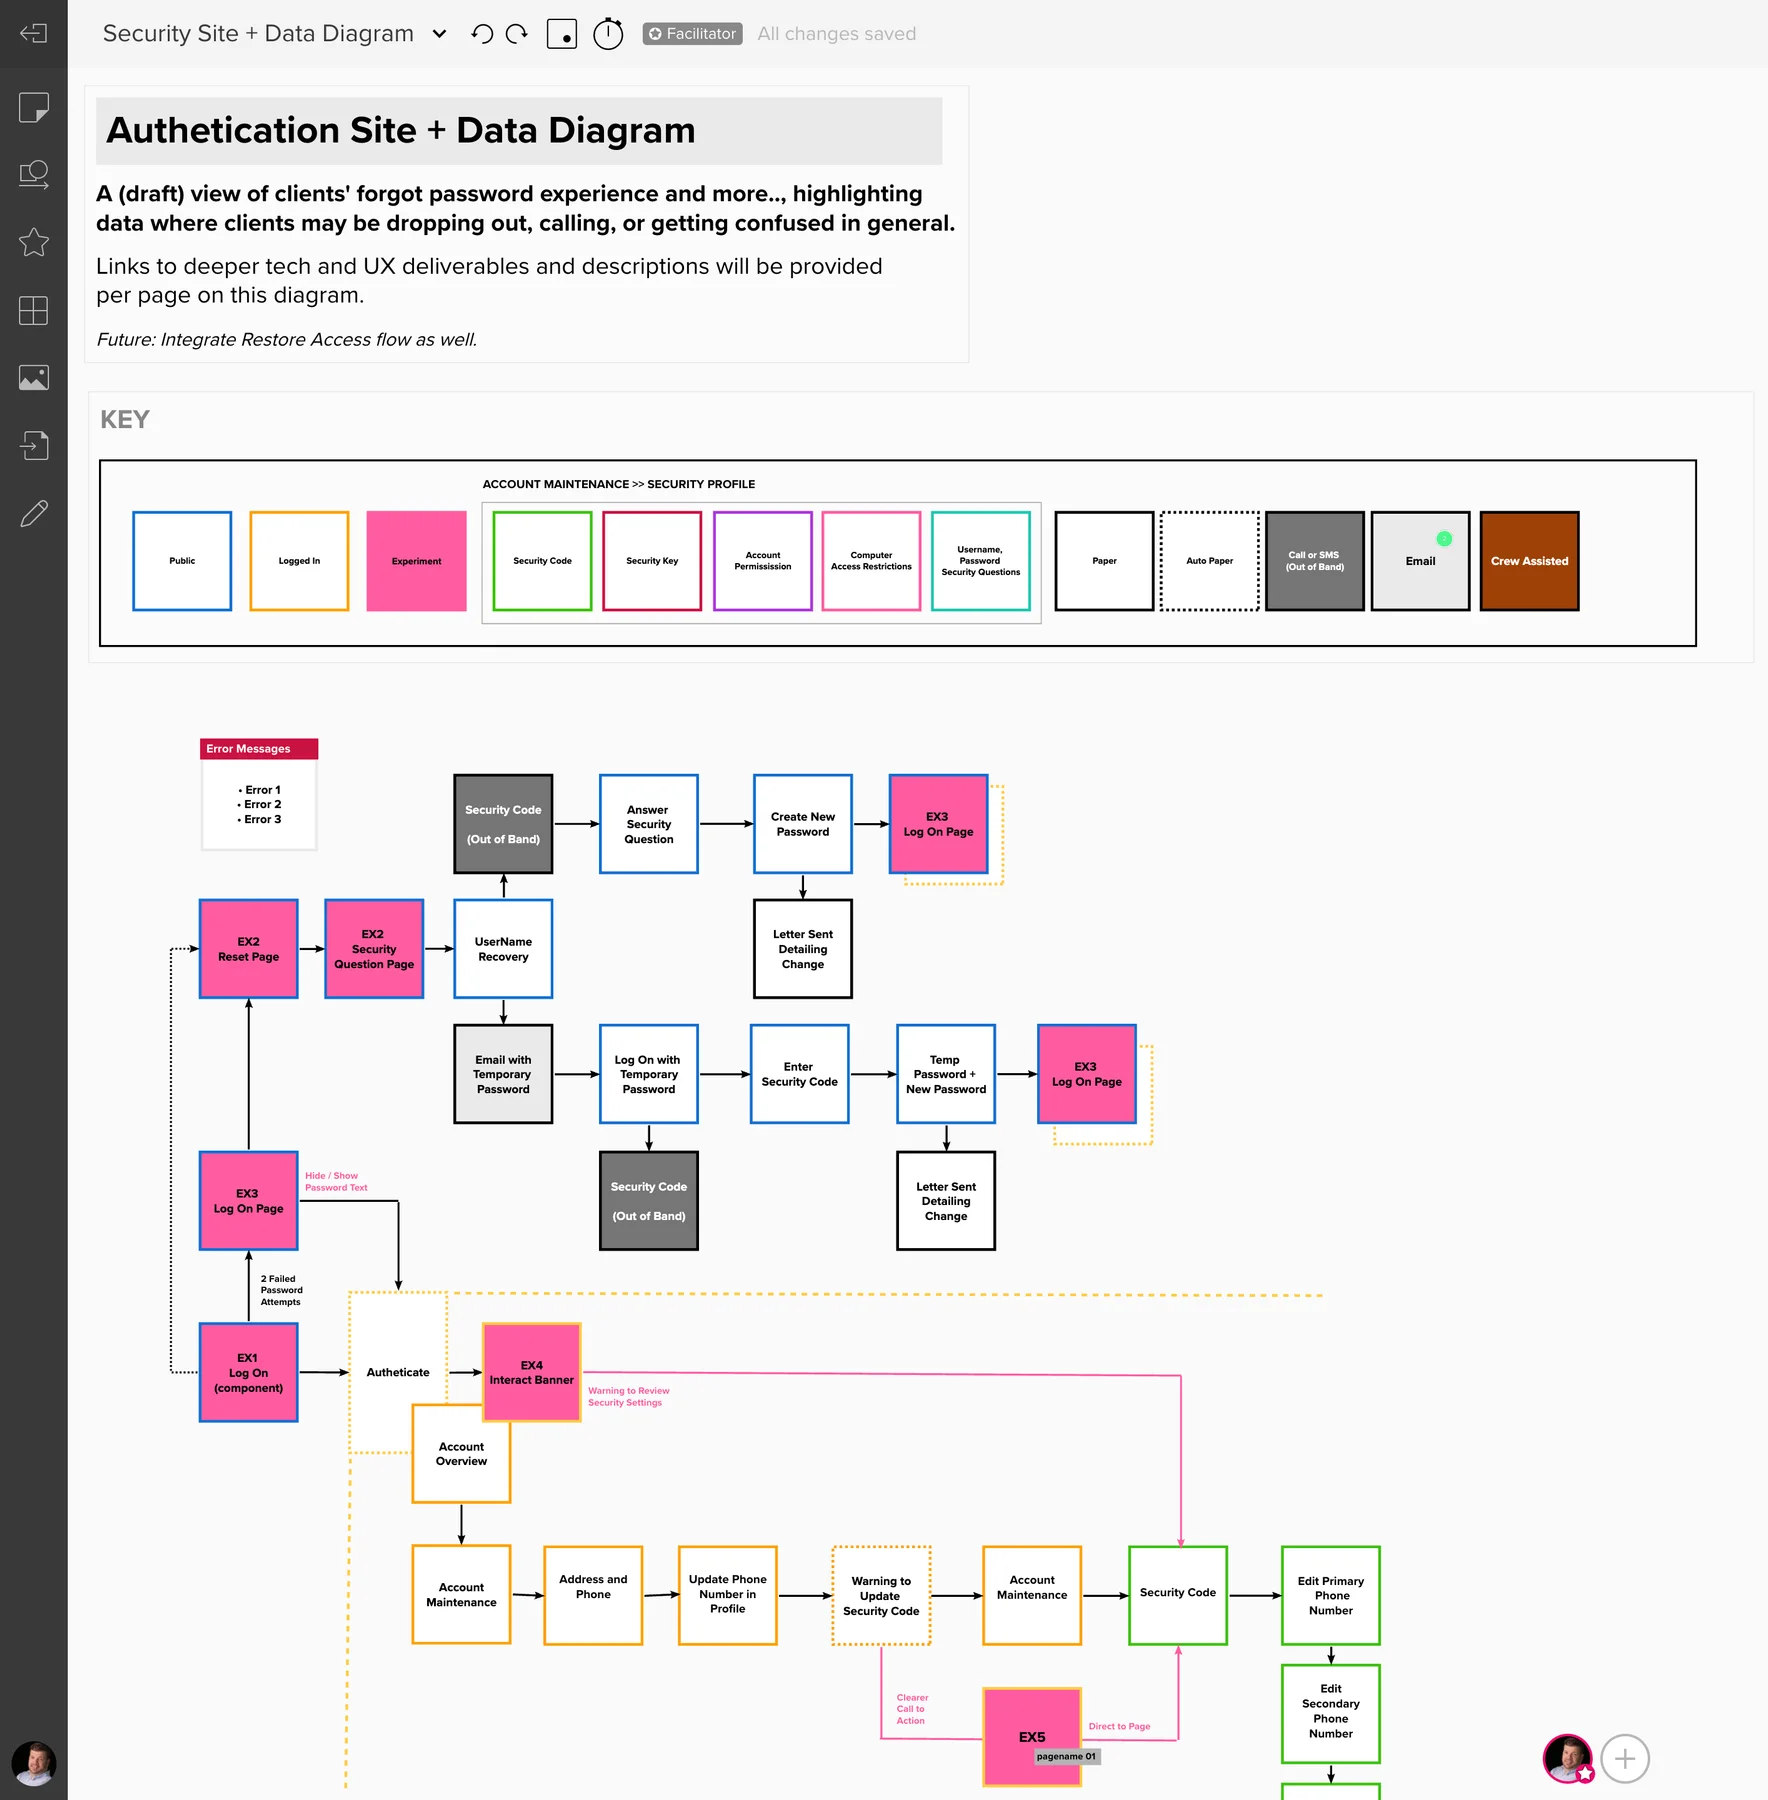 Security Site + Data Diagram
Facilitator
All changes saved
Authetication Site + Data Diagram
A (draft) view of clients' forgot password experience and more.., highlighting
data where clients may be dropping out, calling, or getting confused in general.
Links to deeper tech and UX deliverables and descriptions will be provided
per page on this diagram.
Future: Integrate Restore Access flow as well.
KEY
ACCOUNT MAINTENANCE >> SECURITY PROFILE
Public
Logged In
Experiment
Security Code
Security Key
Account
Permissission
Computer
Access Restrictions
Username,
Password
Security Questions
Paper
Auto Paper
Call or SMS
(Out of Band)
Email
Crew Assisted
Error Messages
• Error 1
• Error 2
• Error 3
Security Code
(Out of Band)
Answer
Security
Question
Create New
Password
EX3
Log On Page
EX2
Reset Page
EX2
Security
Question Page
UserName
Recovery
Letter Sent
Detailing
Change
Email with
Temporary
Password
Log On with
Temporary
Password
Enter
Security Code
Temp
Password +
New Password
EX3
Log On Page
EX3
Log On Page
Hide / Show
Password Text
Security Code
(Out of Band)
Letter Sent
Detailing
Change
2 Failed
Password
Attempts
EX1
Log On
(component)
Autheticate
EX4
Interact Banner
Warning to Review
Security Settings
Account
Overview
Account
Maintenance
Address and
Phone
Update Phone
Number in
Profile
Warning to
Update
Security Code
Account
Maintenance
Security Code
Edit Primary
Phone
Number
Clearer
Call to
Action
EX5
pagename 01
Direct to Page
Edit
Secondary
Phone
Number